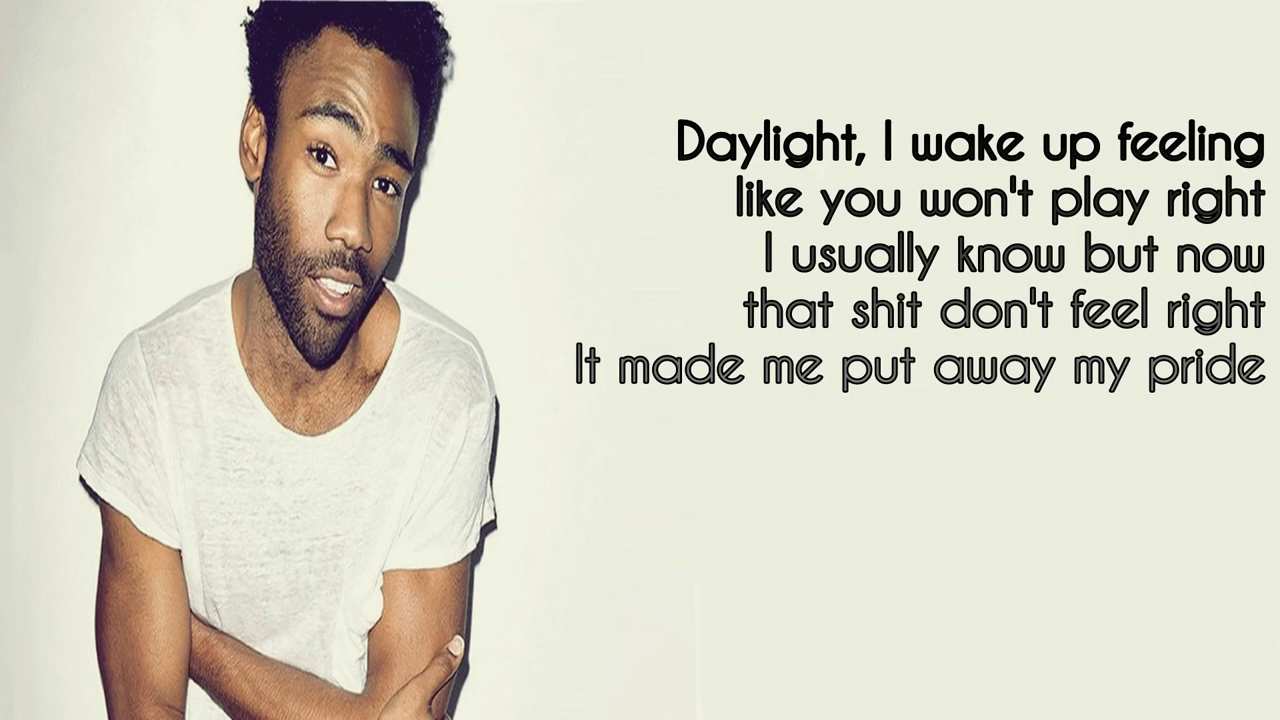 Daylight, I wake up feeling
like you won't play right
I usually know but now
that shit don't feel right
It made me put away my pride